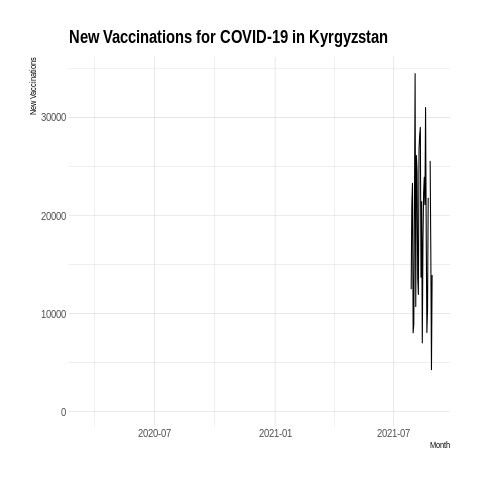 New Vaccinations for COVID-19 in Kyrgyzstan
New Vaccinations
30000
20000
10000
0
2020-07
2021-01
2021-07
Month